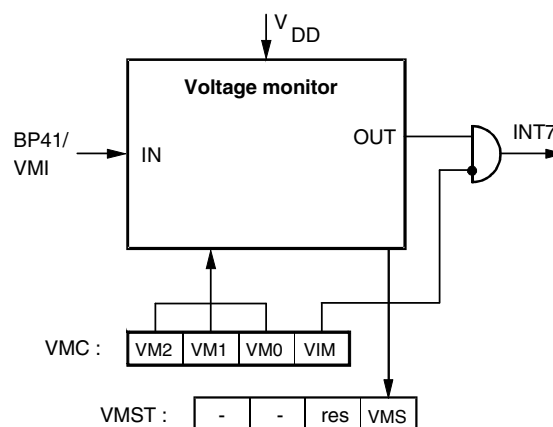 V DD
Voltage monitor
BP41/
VMI
IN
OUT
INT7
VMC : VM2 VM1 VM0 VIM
VMST : - - res VMS